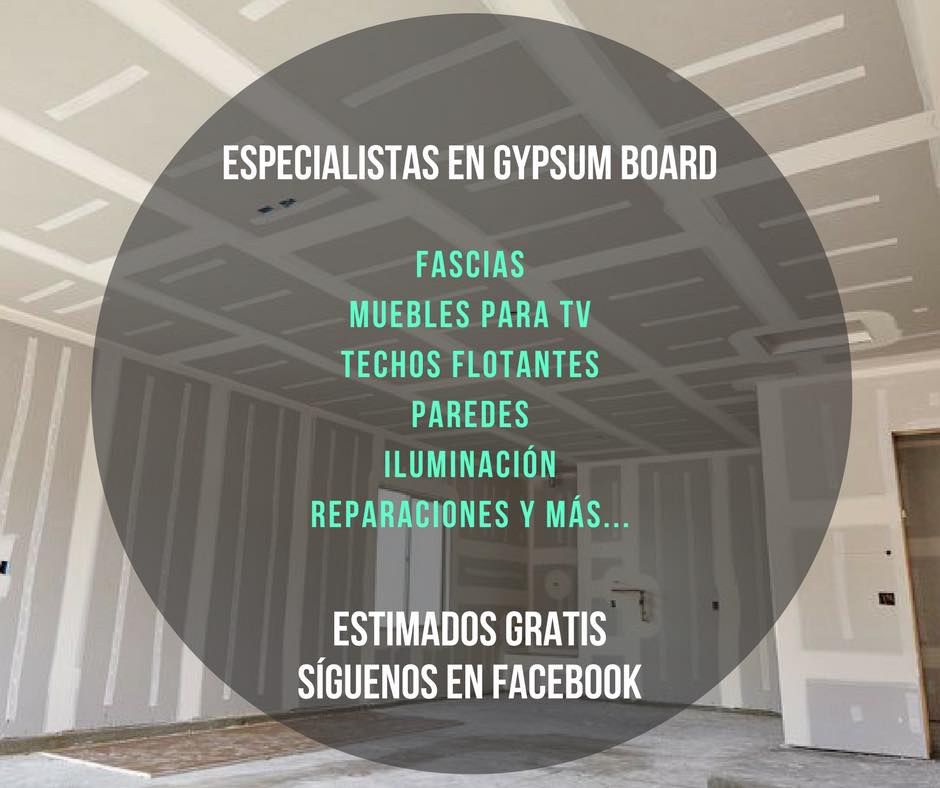 ESPECIALISTAS EN GYPSUM BOARD
FASCIAS
MUEBLES PARA TV
TECHOS FLOTANTES
PAREDES
ILUMINACIÓN
REPARACIONES Y MÁS...
ESTIMADOS GRATIS
SÍGUENOS EN FACEBOOK